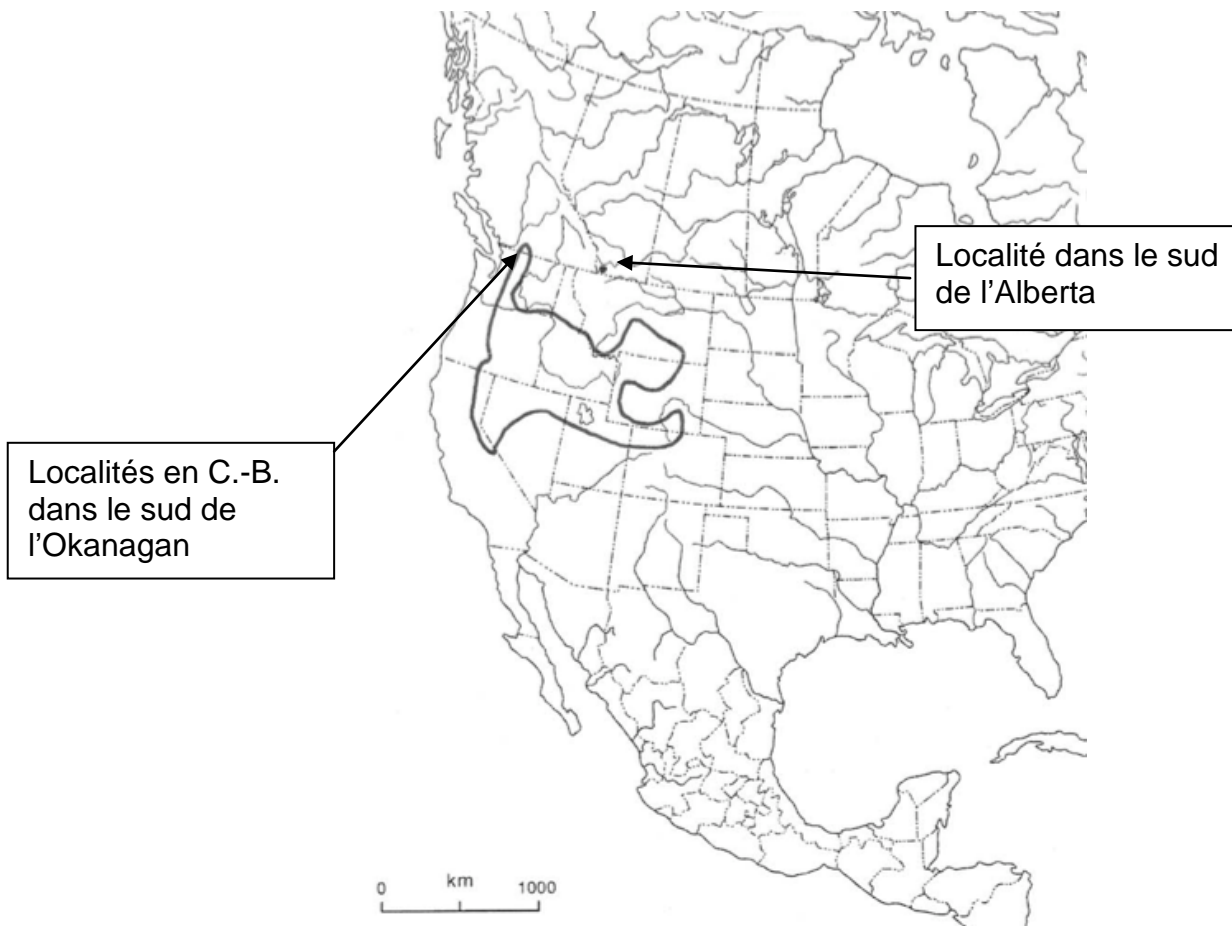 Localité dans le sud
de l’Alberta
Localités en C.-B.
dans le sud de
l’Okanagan
km
0 1000